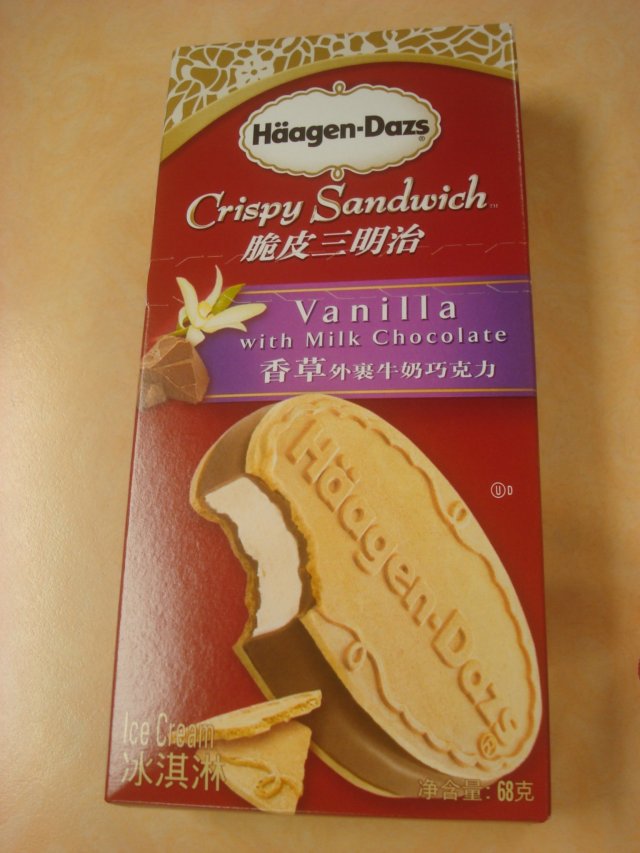 Häagen-Dazs®
Crispy Sandwich™
脆皮三明治
Vanilla
with Milk Chocolate
香草外裹牛奶巧克力
Ⓤ D
Häagen-Dazs®
Ice Cream
冰淇淋
净含量: 68克